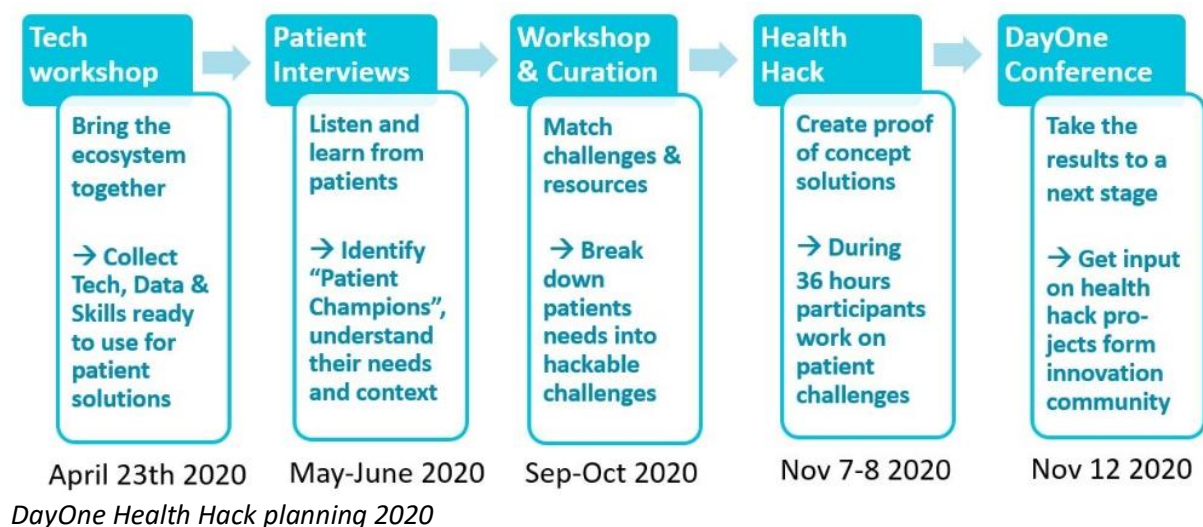 Tech
workshop
Bring the
ecosystem
together
→ Collect
Tech, Data &
Skills ready
to use for
patient
solutions
April 23th 2020
Patient
Interviews
Listen and
learn from
patients
→ Identify
“Patient
Champions”,
understand
their needs
and context
May-June 2020
Workshop
& Curation
Match
challenges &
resources
→ Break
down
patients
needs into
hackable
challenges
Sep-Oct 2020
Health
Hack
Create proof
of concept
solutions
→ During
36 hours
participants
work on
patient
challenges
Nov 7-8 2020
DayOne
Conference
Take the
results to a
next stage
→ Get input
on health
hack pro-
jects form
innovation
community
Nov 12 2020
DayOne Health Hack planning 2020